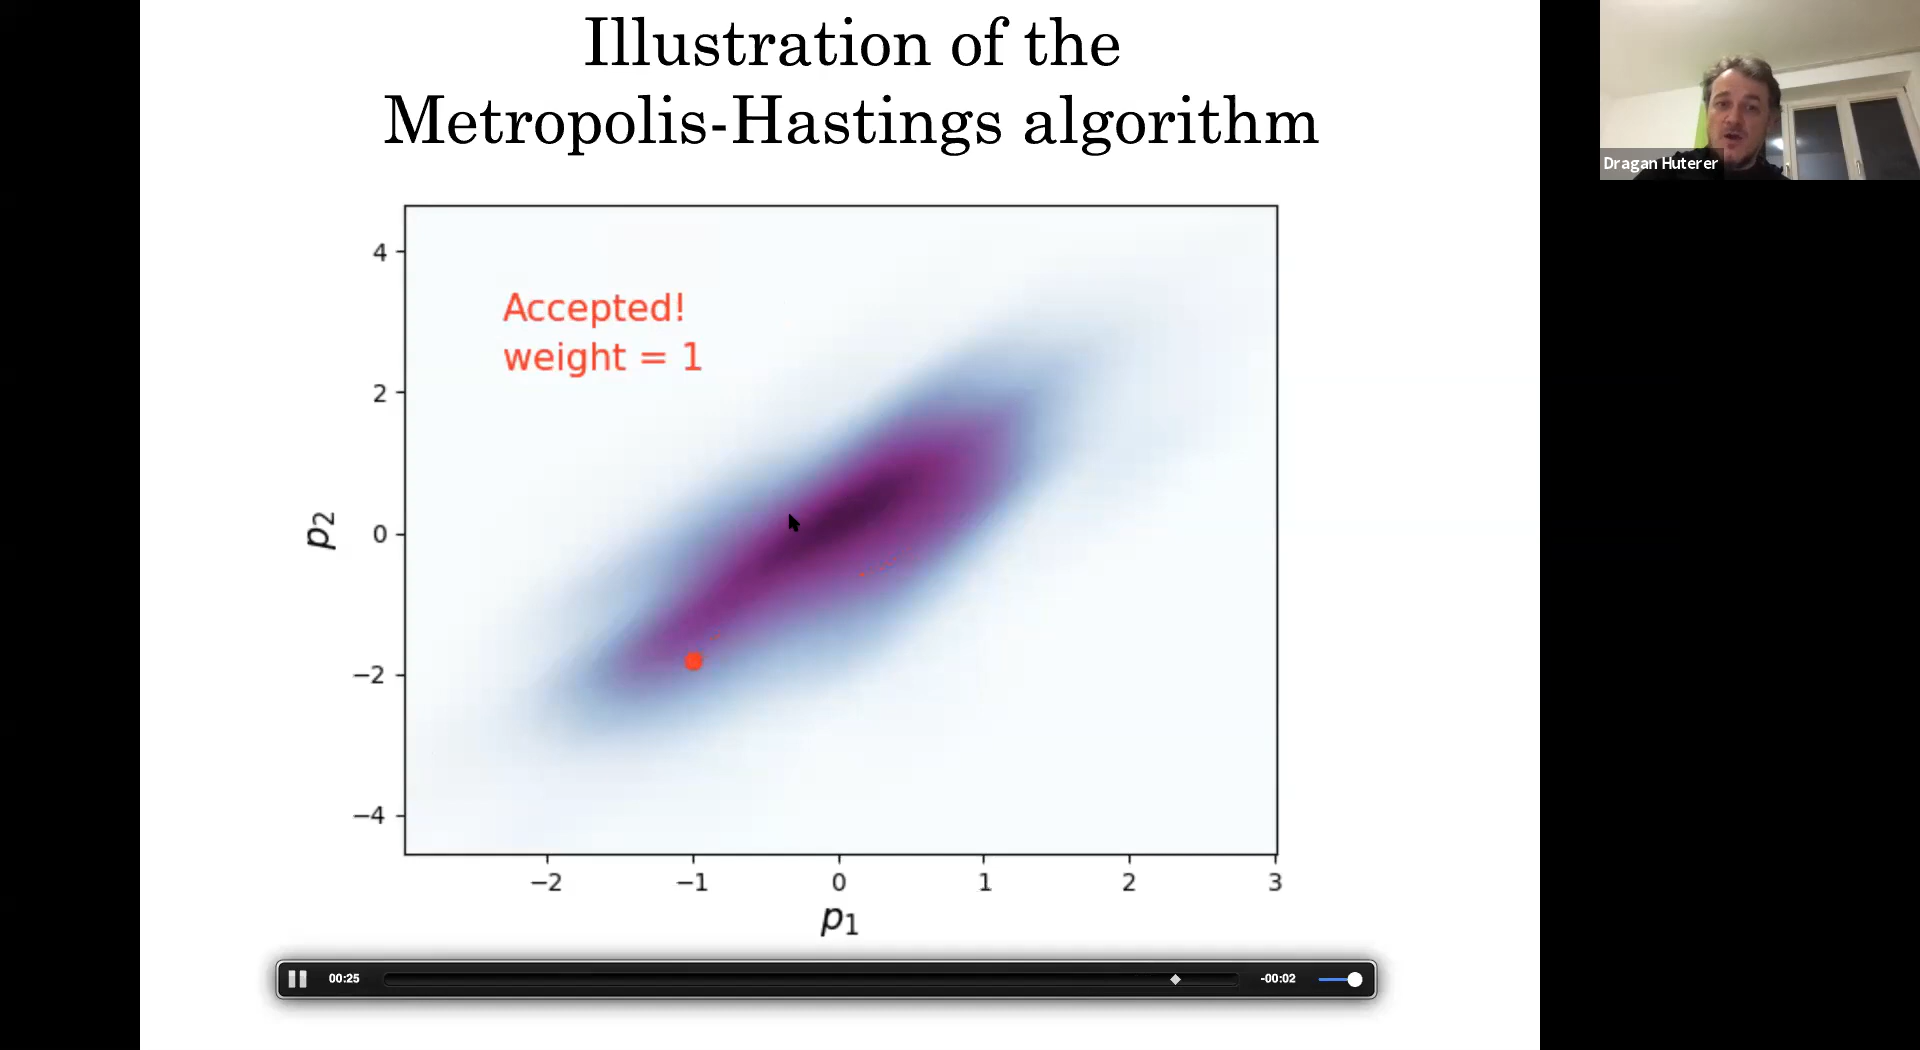 Illustration of the
Metropolis-Hastings algorithm
Dragan Huterer
Accepted!
weight = 1
4
2
0
−2
−4
p2
−2 −1 0 1 2 3
p1
00:25 -00:02